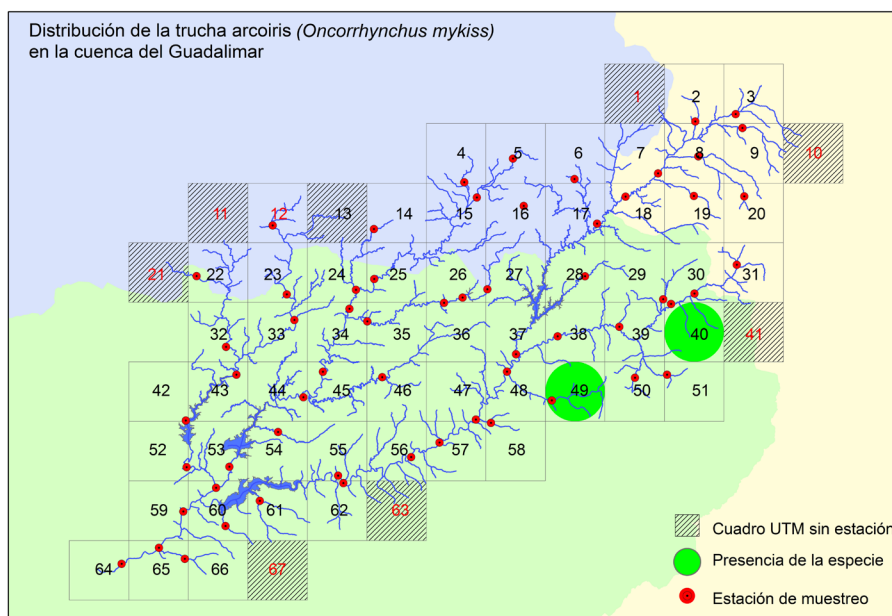 Distribución de la trucha arcoiris (Oncorrhynchus mykiss)
en la cuenca del Guadalimar
1 2 3
4 5 6 7 8 9 10
11 12 13 14 15 16 17 18 19 20
21 22 23 24 25 26 27 28 29 30 31
32 33 34 35 36 37 38 39 40 41
42 43 44 45 46 47 48 49 50 51
52 53 54 55 56 57 58
59 60 61 62 63
64 65 66 67
Cuadro UTM sin estación
Presencia de la especie
Estación de muestreo